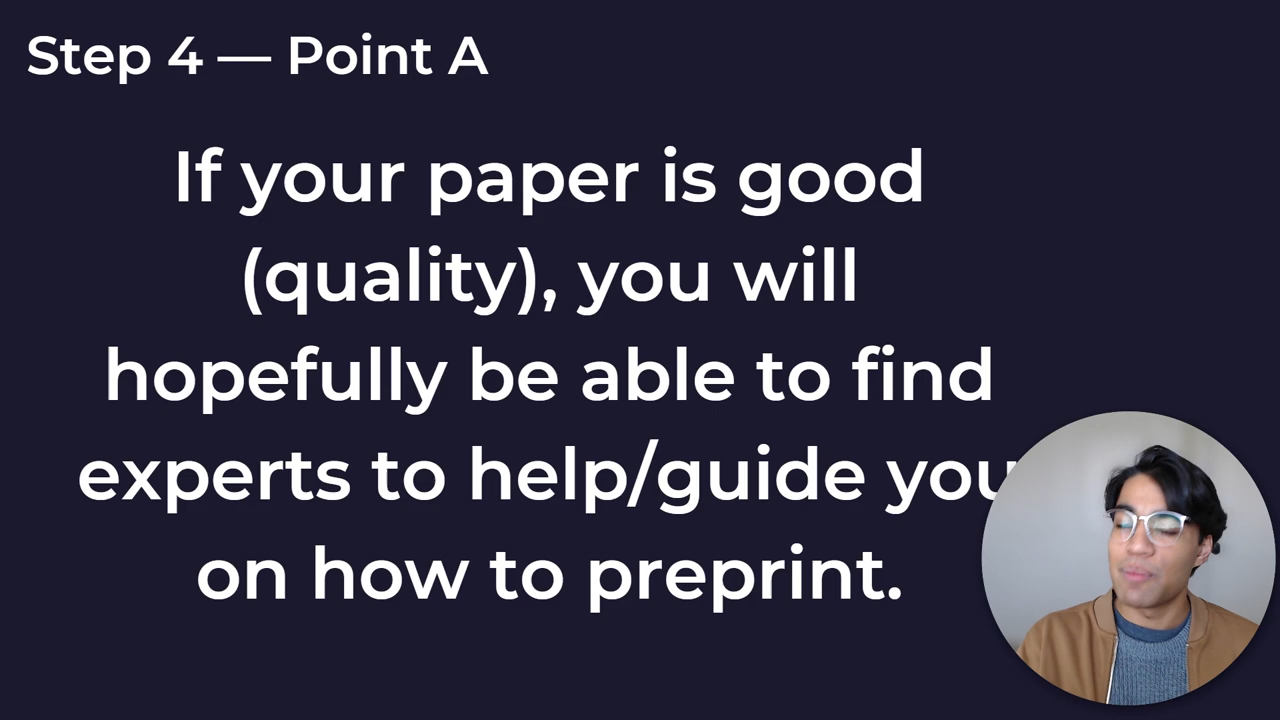 Step 4 — Point A
If your paper is good
(quality), you will
hopefully be able to find
experts to help/guide you
on how to preprint.